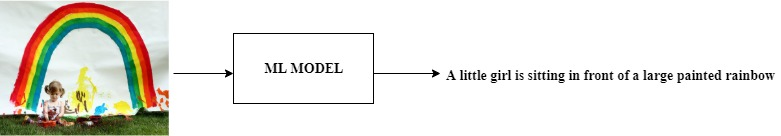 ML MODEL
A little girl is sitting in front of a large painted rainbow